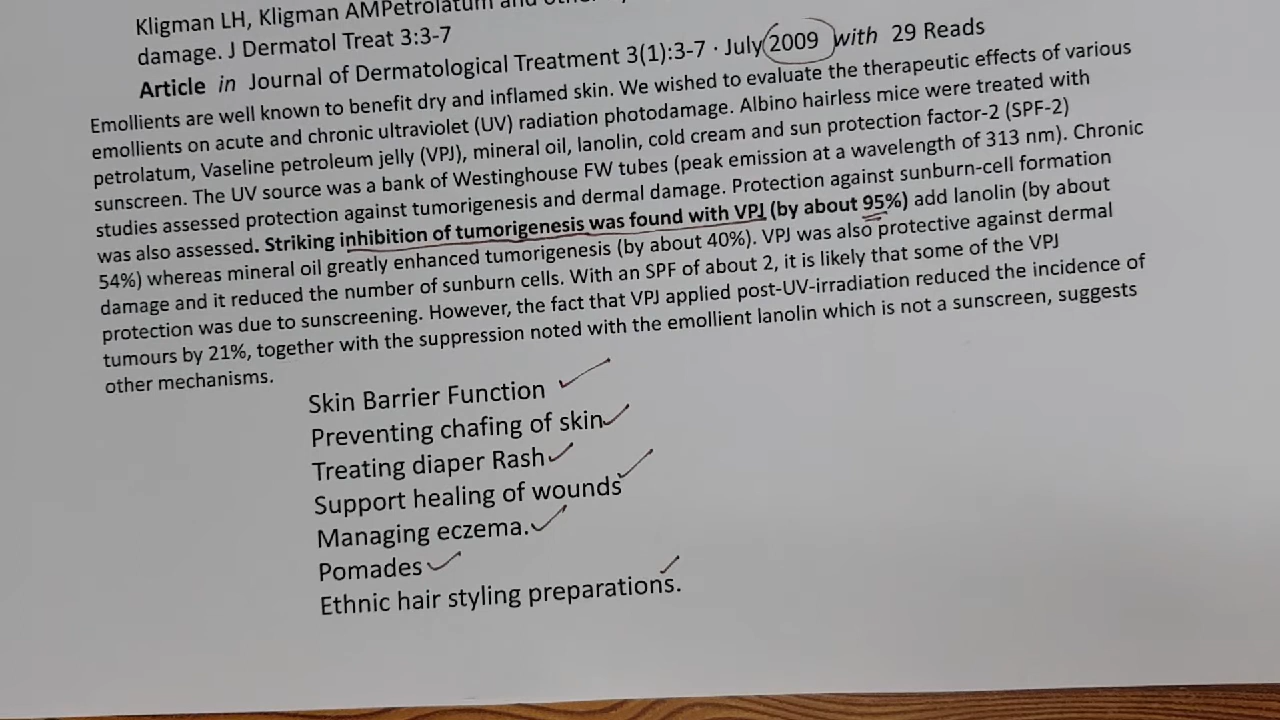 Kligman LH, Kligman AMPetrolatum and other
damage. J Dermatol Treat 3:3-7
Article in Journal of Dermatological Treatment 3(1):3-7 · July 2009 with 29 Reads
Emollients are well known to benefit dry and inflamed skin. We wished to evaluate the therapeutic effects of various
emollients on acute and chronic ultraviolet (UV) radiation photodamage. Albino hairless mice were treated with
petrolatum, Vaseline petroleum jelly (VPJ), mineral oil, lanolin, cold cream and sun protection factor-2 (SPF-2)
sunscreen. The UV source was a bank of Westinghouse FW tubes (peak emission at a wavelength of 313 nm). Chronic
studies assessed protection against tumorigenesis and dermal damage. Protection against sunburn-cell formation
was also assessed. Striking inhibition of tumorigenesis was found with VPJ (by about 95%) add lanolin (by about
54%) whereas mineral oil greatly enhanced tumorigenesis (by about 40%). VPJ was also protective against dermal
damage and it reduced the number of sunburn cells. With an SPF of about 2, it is likely that some of the VPJ
protection was due to sunscreening. However, the fact that VPJ applied post-UV-irradiation reduced the incidence of
tumours by 21%, together with the suppression noted with the emollient lanolin which is not a sunscreen, suggests
other mechanisms.
Skin Barrier Function
Preventing chafing of skin
Treating diaper Rash
Support healing of wounds
Managing eczema.
Pomades
Ethnic hair styling preparations.